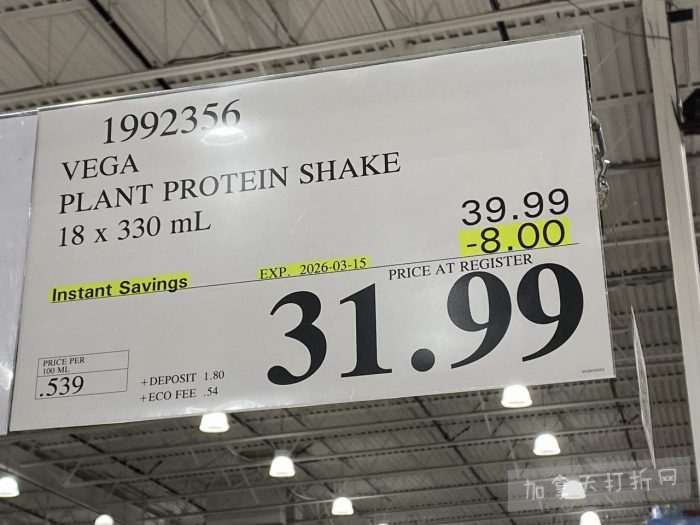 1992356
VEGA
PLANT PROTEIN SHAKE
18 x 330 mL
39.99
-8.00
Instant Savings
EXP. 2026-03-15
PRICE AT REGISTER
31.99
PRICE PER
100 ML
.539
+DEPOSIT 1.80
+ECO FEE .54
加拿大打折网